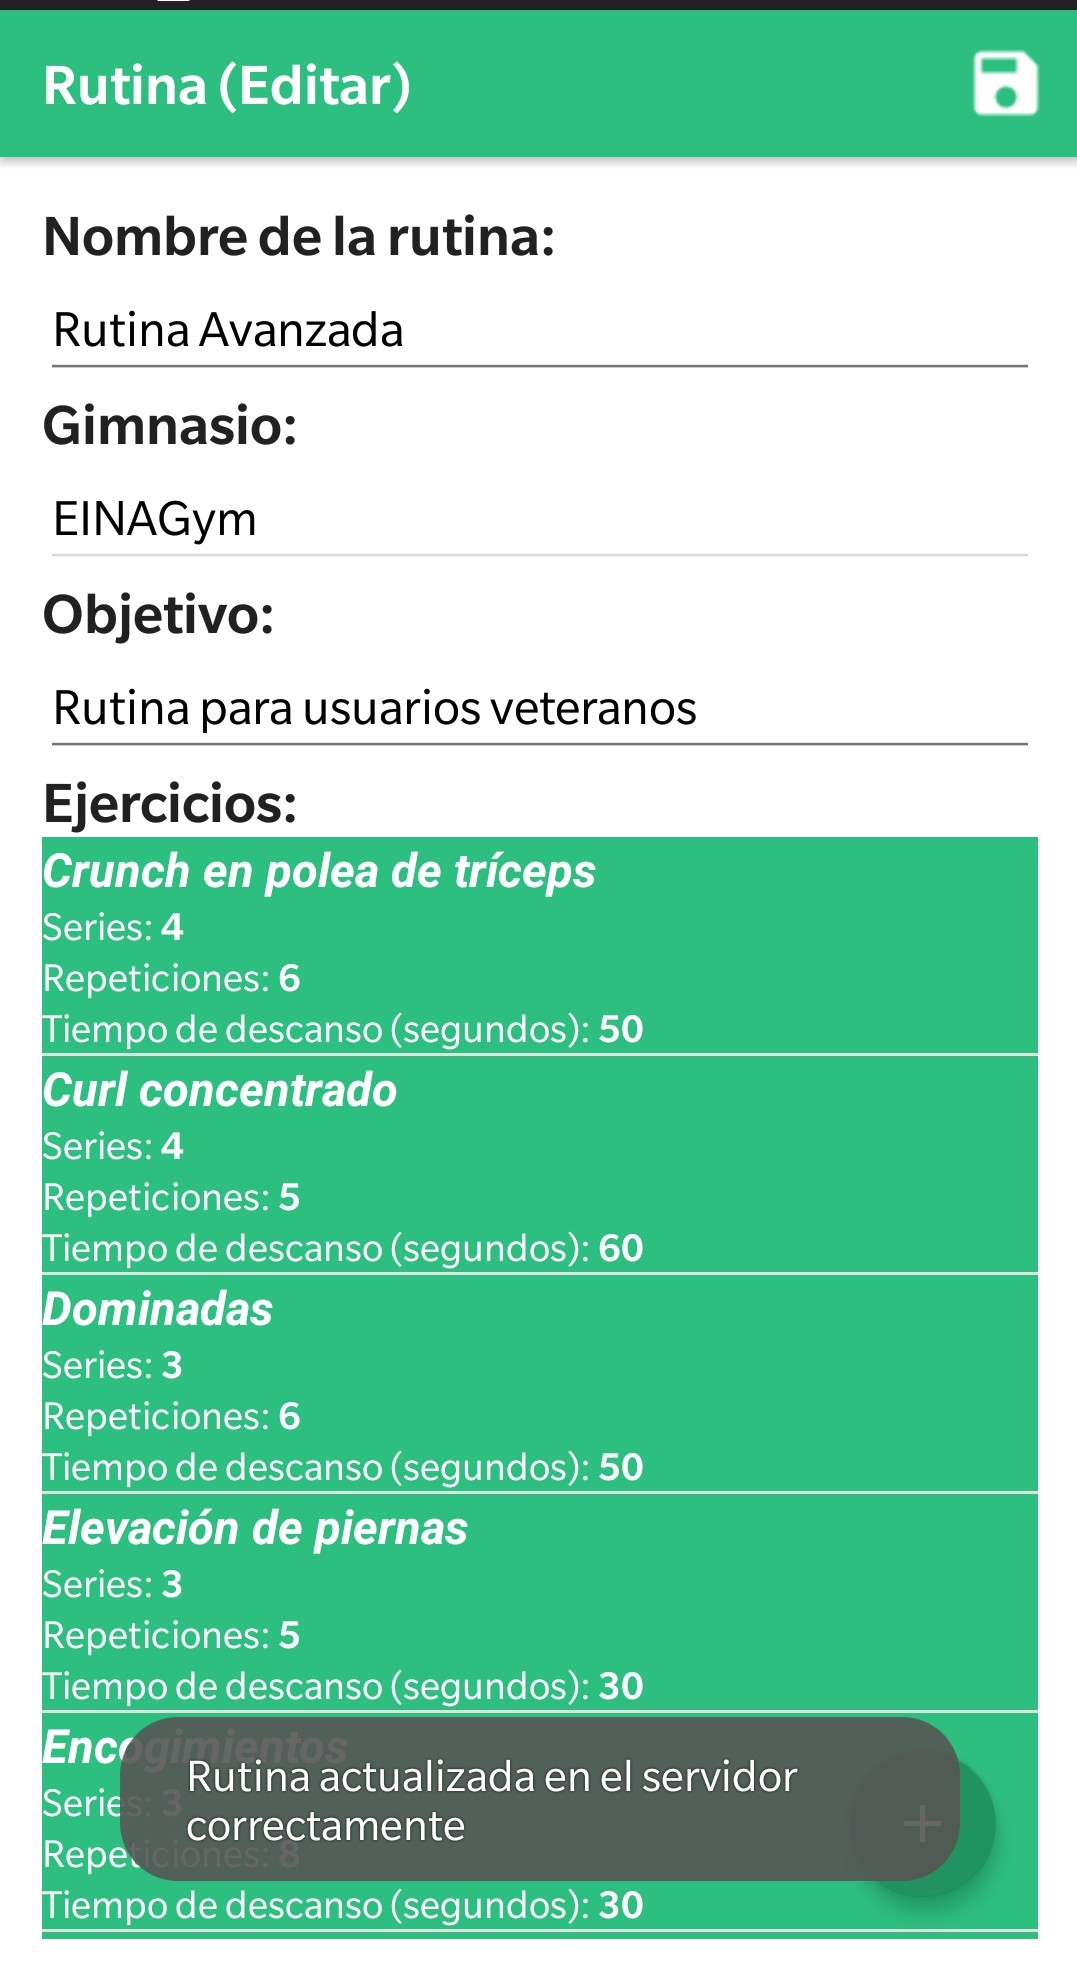 Rutina (Editar)
Nombre de la rutina:
Rutina Avanzada
Gimnasio:
EINAGym
Objetivo:
Rutina para usuarios veteranos
Ejercicios:
Crunch en polea de tríceps
Series: 4
Repeticiones: 6
Tiempo de descanso (segundos): 50
Curl concentrado
Series: 4
Repeticiones: 5
Tiempo de descanso (segundos): 60
Dominadas
Series: 3
Repeticiones: 6
Tiempo de descanso (segundos): 50
Elevación de piernas
Series: 3
Repeticiones: 5
Tiempo de descanso (segundos): 30
Encogimientos
Series: 3
Repeticiones: 8
Tiempo de descanso (segundos): 30
Rutina actualizada en el servidor
correctamente